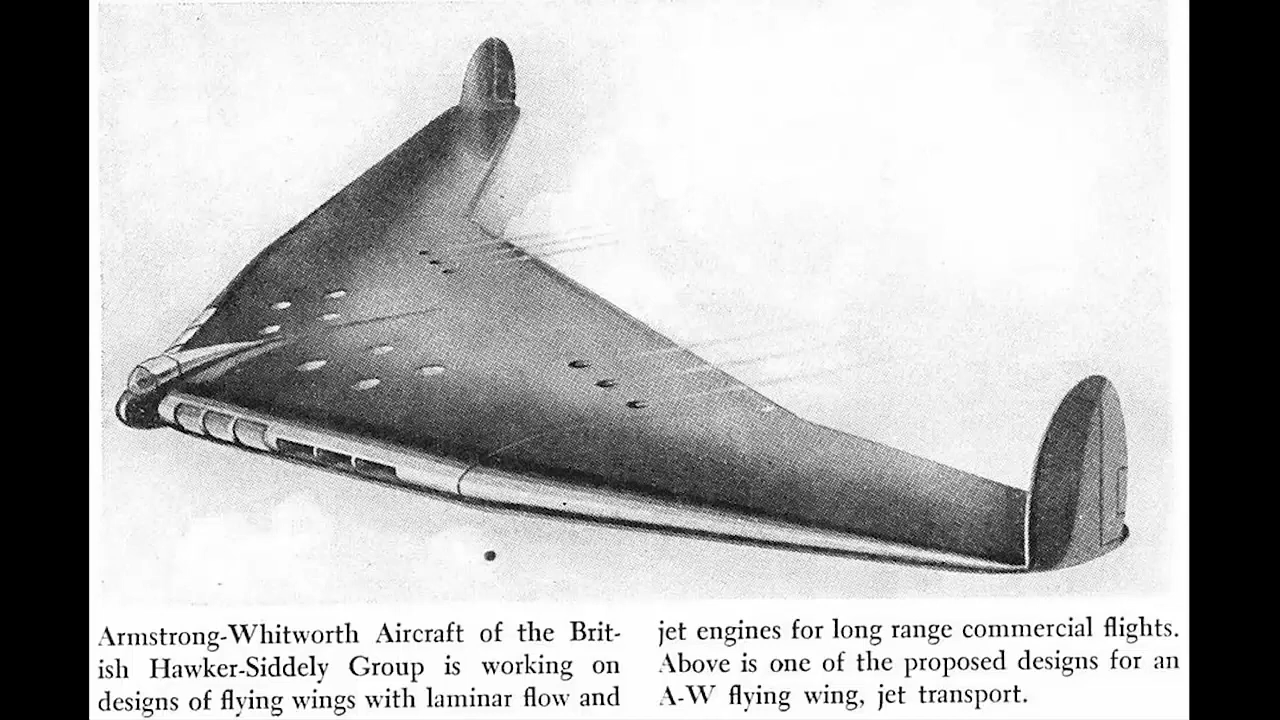 Armstrong-Whitworth Aircraft of the Brit-
ish Hawker-Siddely Group is working on
designs of flying wings with laminar flow and
jet engines for long range commercial flights.
Above is one of the proposed designs for an
A-W flying wing, jet transport.